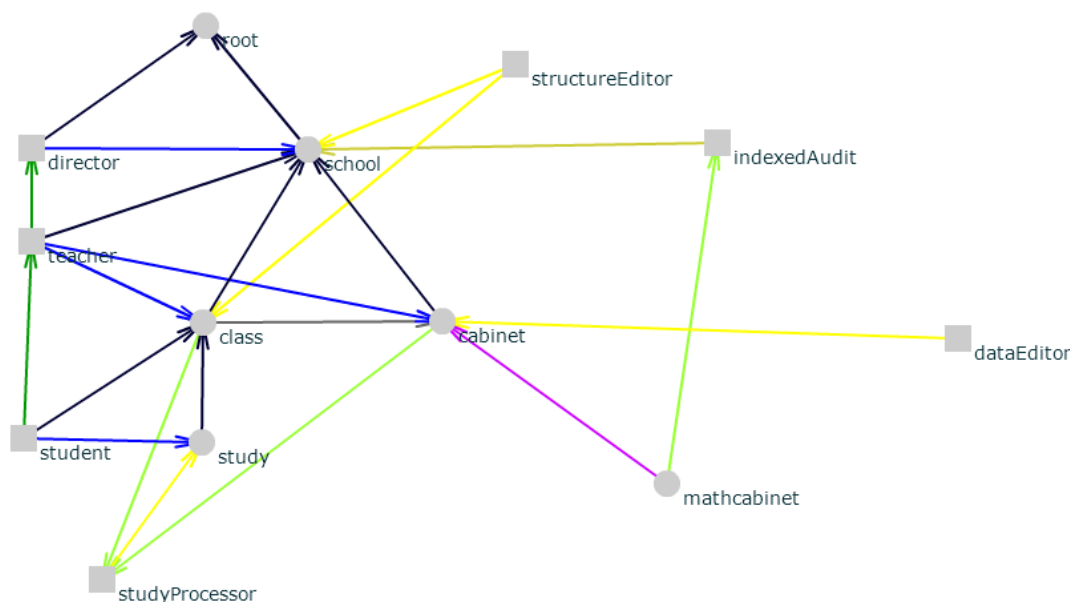 root
structureEditor
director
school
indexedAudit
teacher
class
cabinet
dataEditor
student
study
mathcabinet
studyProcessor